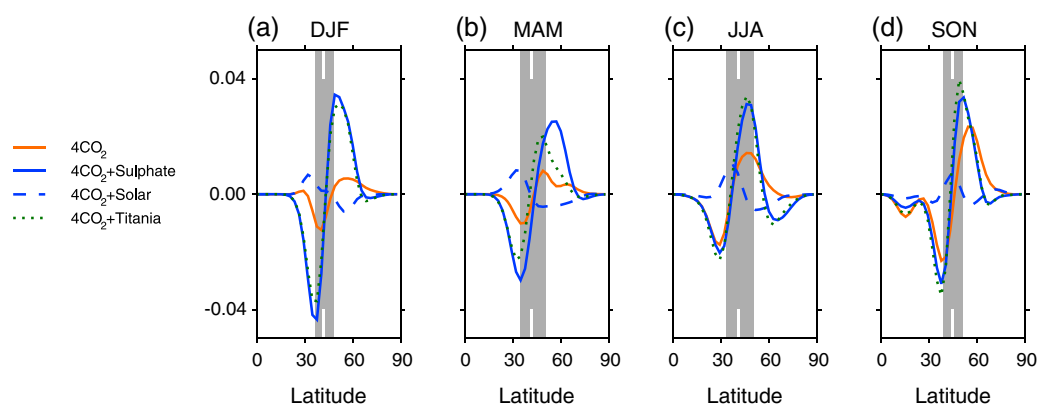 (a) DJF
(b) MAM
(c) JJA
(d) SON
0.04
0.00
-0.04
4CO2
4CO2+Sulphate
4CO2+Solar
4CO2+Titania
0 30 60 90
0 30 60 90
0 30 60 90
0 30 60 90
Latitude
Latitude
Latitude
Latitude